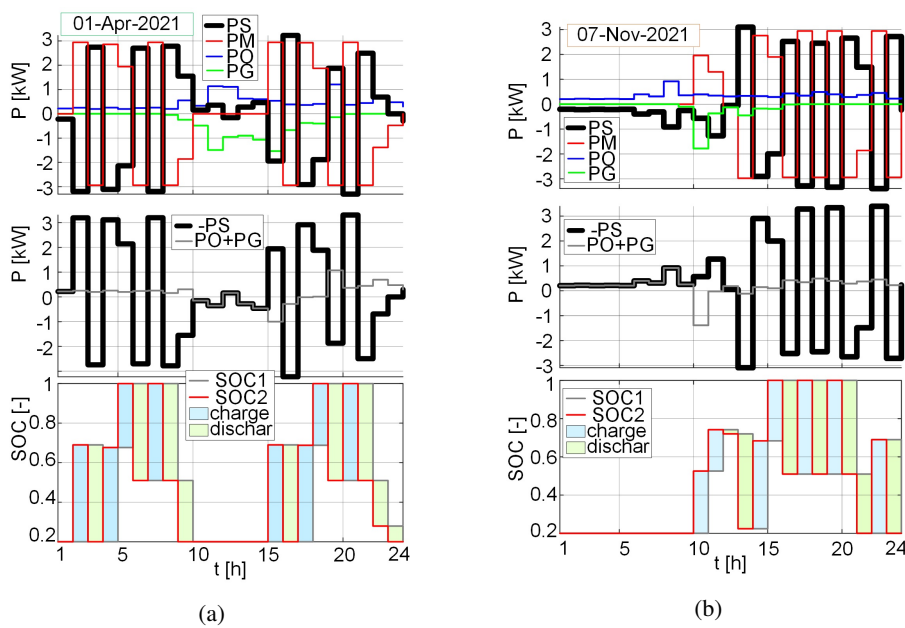 01-Apr-2021
PS
PM
PQ
PG
P [kW]
3
2
1
0
-1
-2
-3
-PS
PO+PG
P [kW]
3
2
1
0
-1
-2
SOC1
SOC2
charge
dischar
SOC [-]
1
0.8
0.6
0.4
0.2
1 5 10 15 20 24
t [h]
(a)
07-Nov-2021
PS
PM
PQ
PG
P [kW]
3
2
1
0
-1
-2
-3
-PS
PO+PG
P [kW]
3
2
1
0
-1
-2
-3
SOC1
SOC2
charge
dischar
SOC [-]
1
0.8
0.6
0.4
0.2
1 5 10 15 20 24
t [h]
(b)